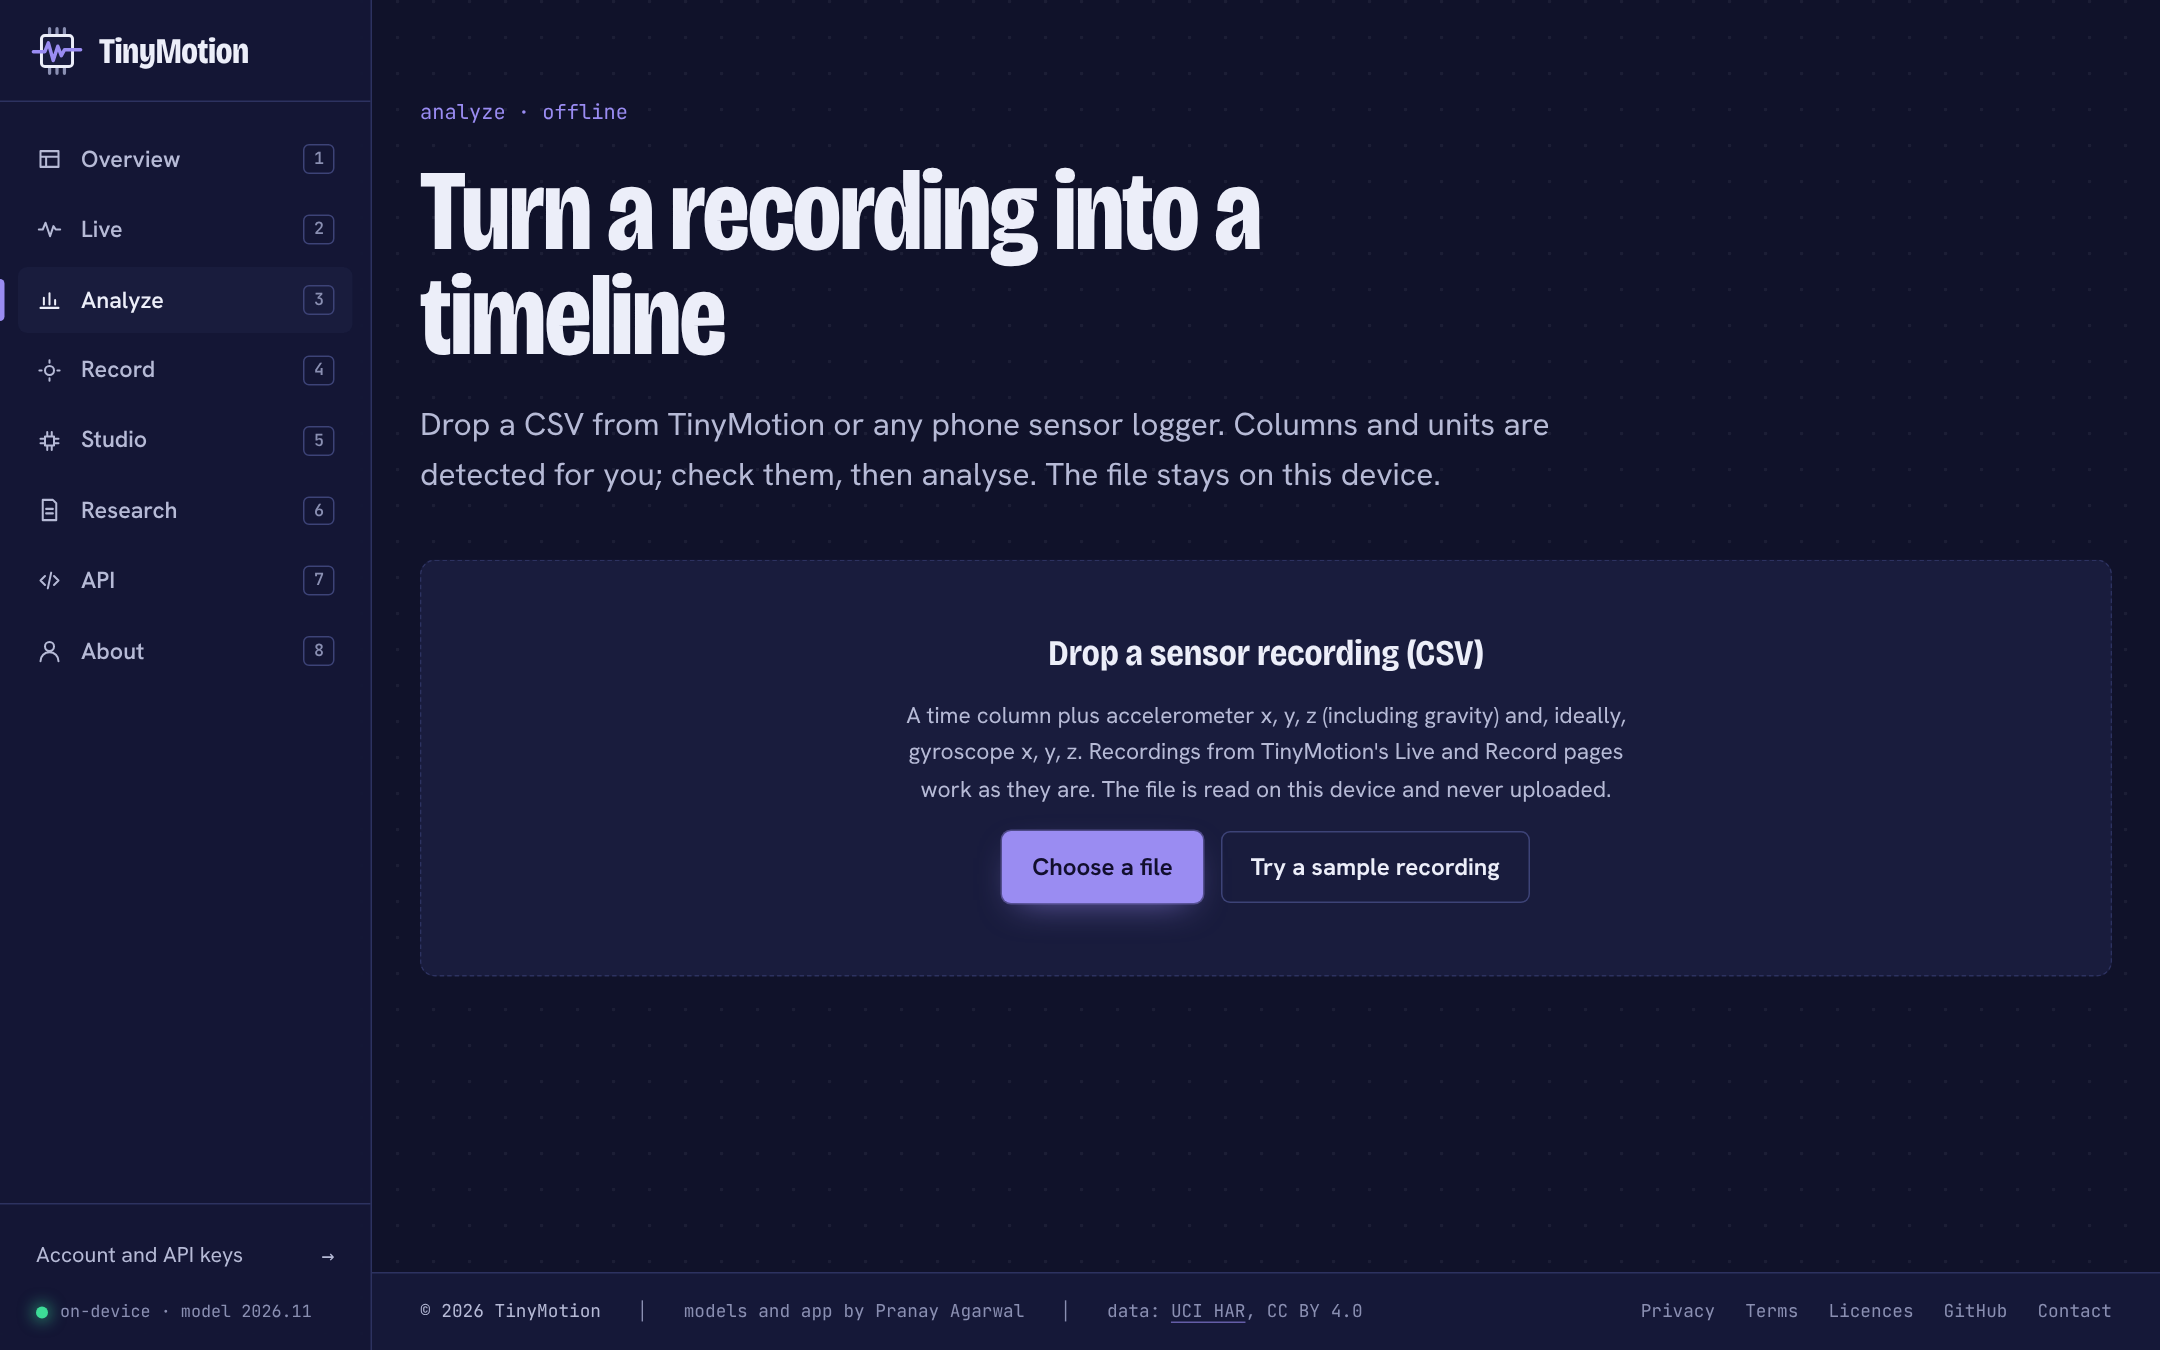 TinyMotion
Overview 1
Live 2
Analyze 3
Record 4
Studio 5
Research 6
API 7
About 8
Account and API keys →
on-device · model 2026.11
analyze · offline
Turn a recording into a
timeline
Drop a CSV from TinyMotion or any phone sensor logger. Columns and units are
detected for you; check them, then analyse. The file stays on this device.
Drop a sensor recording (CSV)
A time column plus accelerometer x, y, z (including gravity) and, ideally,
gyroscope x, y, z. Recordings from TinyMotion's Live and Record pages
work as they are. The file is read on this device and never uploaded.
Choose a file
Try a sample recording
© 2026 TinyMotion | models and app by Pranay Agarwal | data: UCI HAR, CC BY 4.0
Privacy Terms Licences GitHub Contact